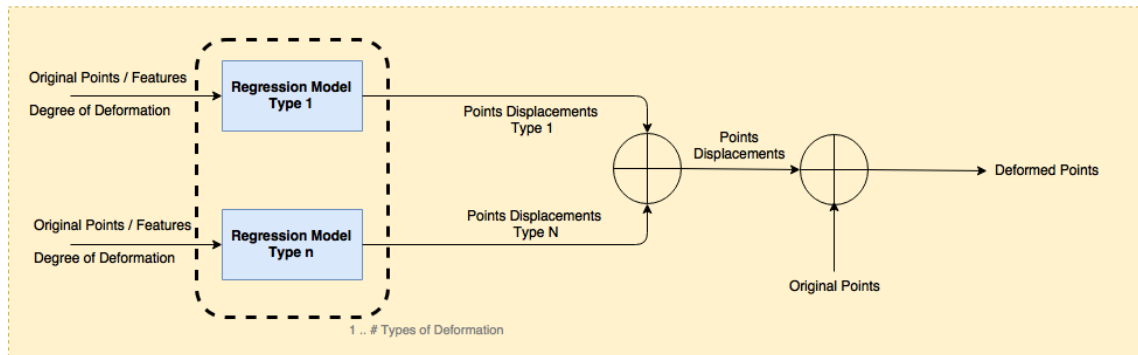 Original Points / Features
Degree of Deformation
Regression Model
Type 1
Points Displacements
Type 1
Points
Displacements
Deformed Points
Original Points / Features
Degree of Deformation
Regression Model
Type n
Points Displacements
Type N
Original Points
1 .. # Types of Deformation